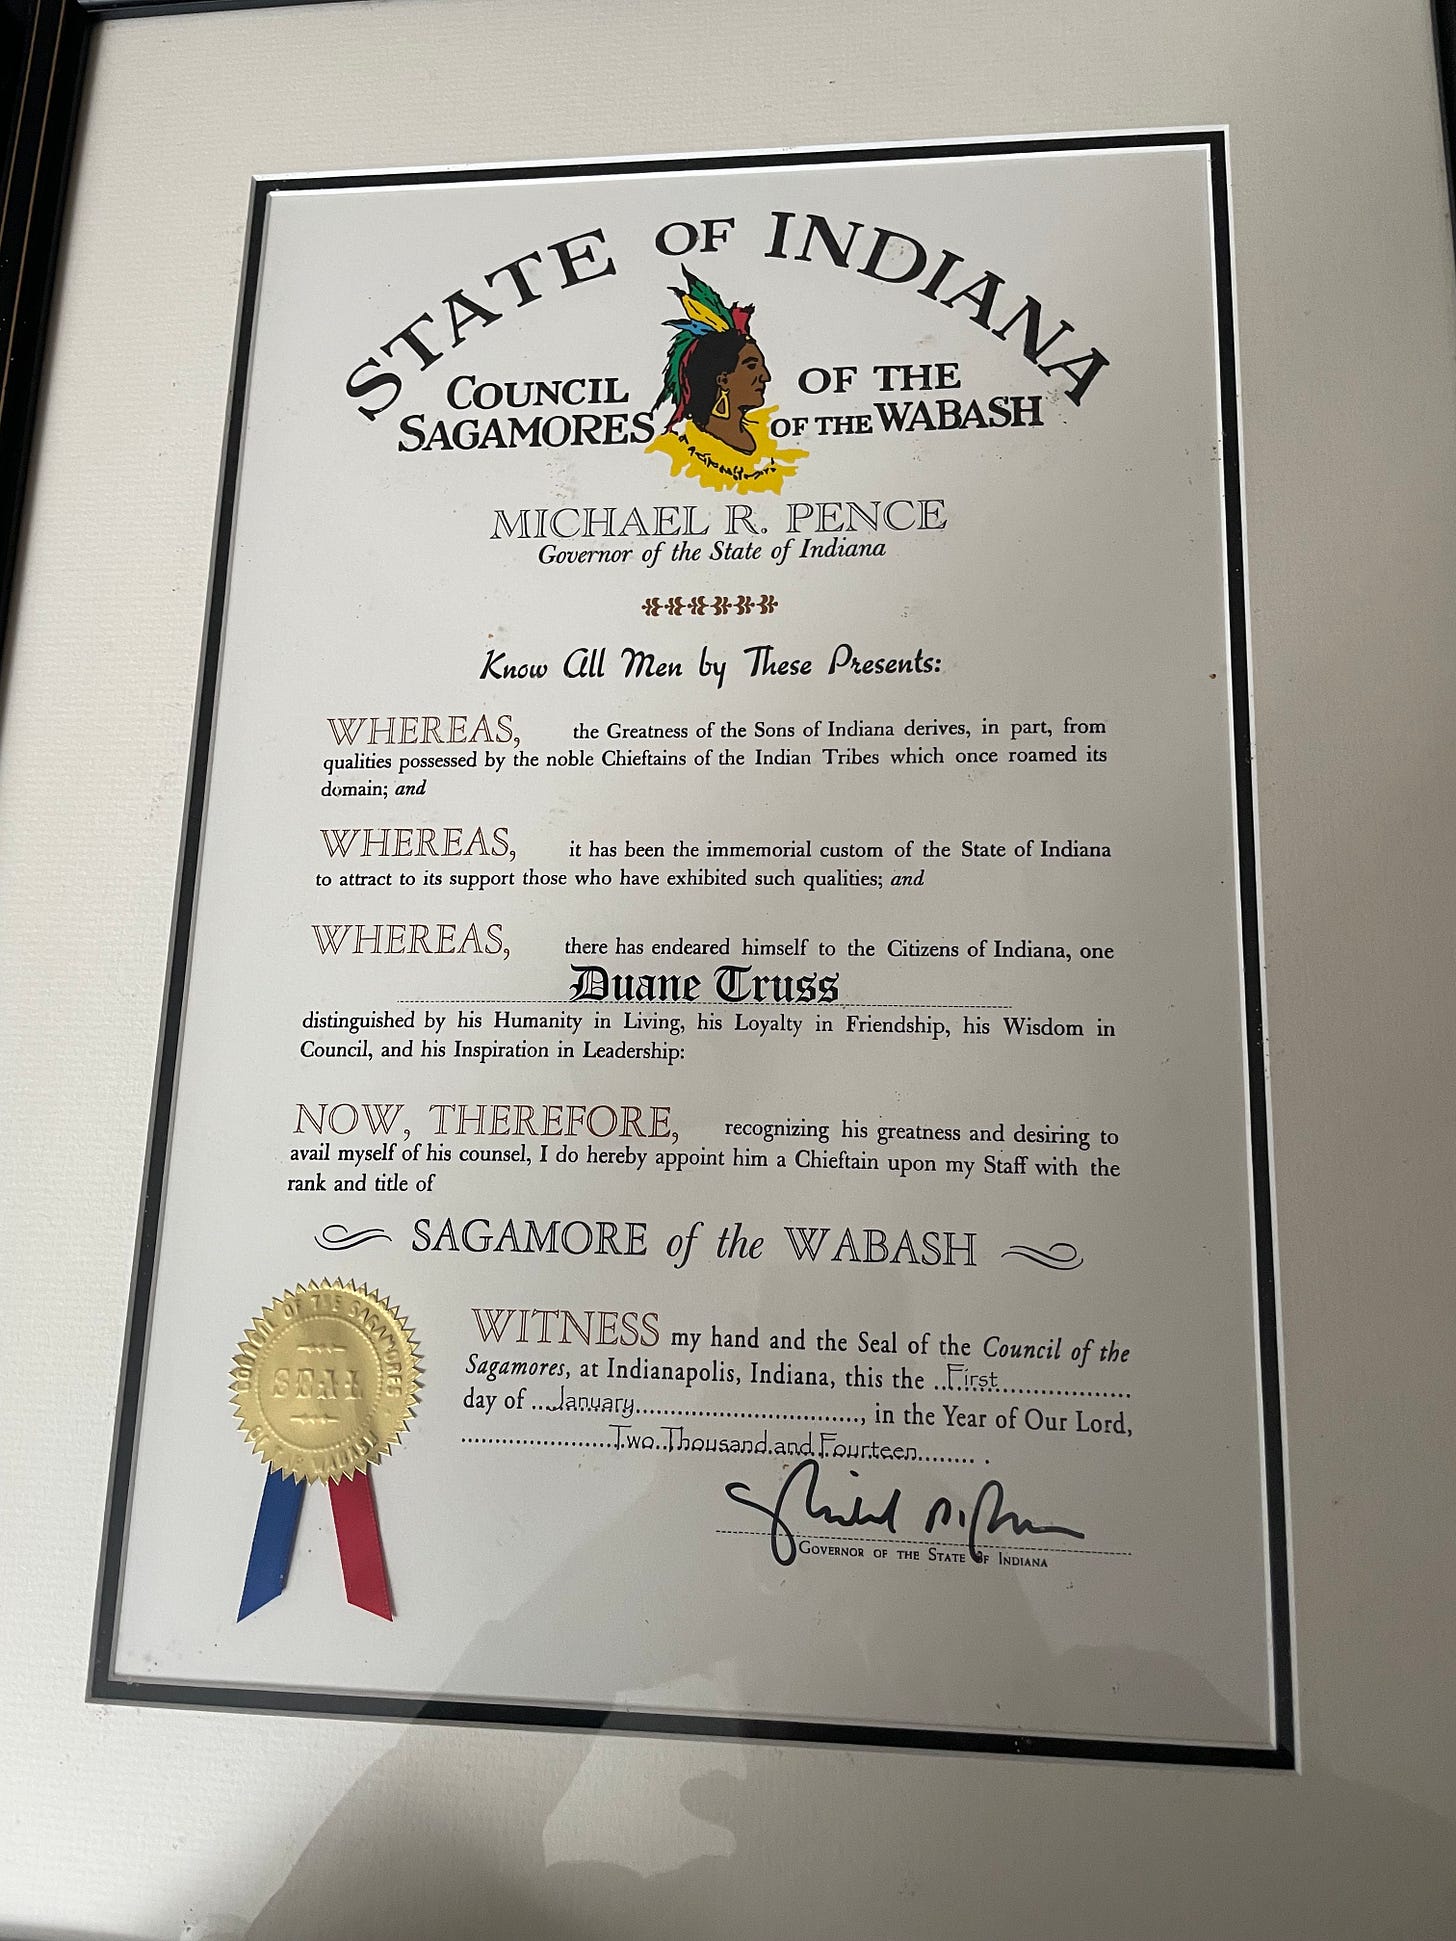 STATE OF INDIANA
COUNCIL OF THE
SAGAMORES OF THE WABASH
MICHAEL R. PENCE
Governor of the State of Indiana
Know All Men by These Presents:
WHEREAS, the Greatness of the Sons of Indiana derives, in part, from
qualities possessed by the noble Chieftains of the Indian Tribes which once roamed its
domain; and
WHEREAS, it has been the immemorial custom of the State of Indiana
to attract to its support those who have exhibited such qualities; and
WHEREAS, there has endeared himself to the Citizens of Indiana, one
Duane Truss
distinguished by his Humanity in Living, his Loyalty in Friendship, his Wisdom in
Council, and his Inspiration in Leadership:
NOW, THEREFORE, recognizing his greatness and desiring to
avail myself of his counsel, I do hereby appoint him a Chieftain upon my Staff with the
rank and title of
SAGAMORE of the WABASH
WITNESS my hand and the Seal of the Council of the
Sagamores, at Indianapolis, Indiana, this the ..First......................
day of ...January......................................, in the Year of Our Lord,
.......................Two Thousand and Fourteen......... .
GOVERNOR OF THE STATE OF INDIANA
COUNCIL OF THE SAGAMORES
SEAL
OF THE WABASH